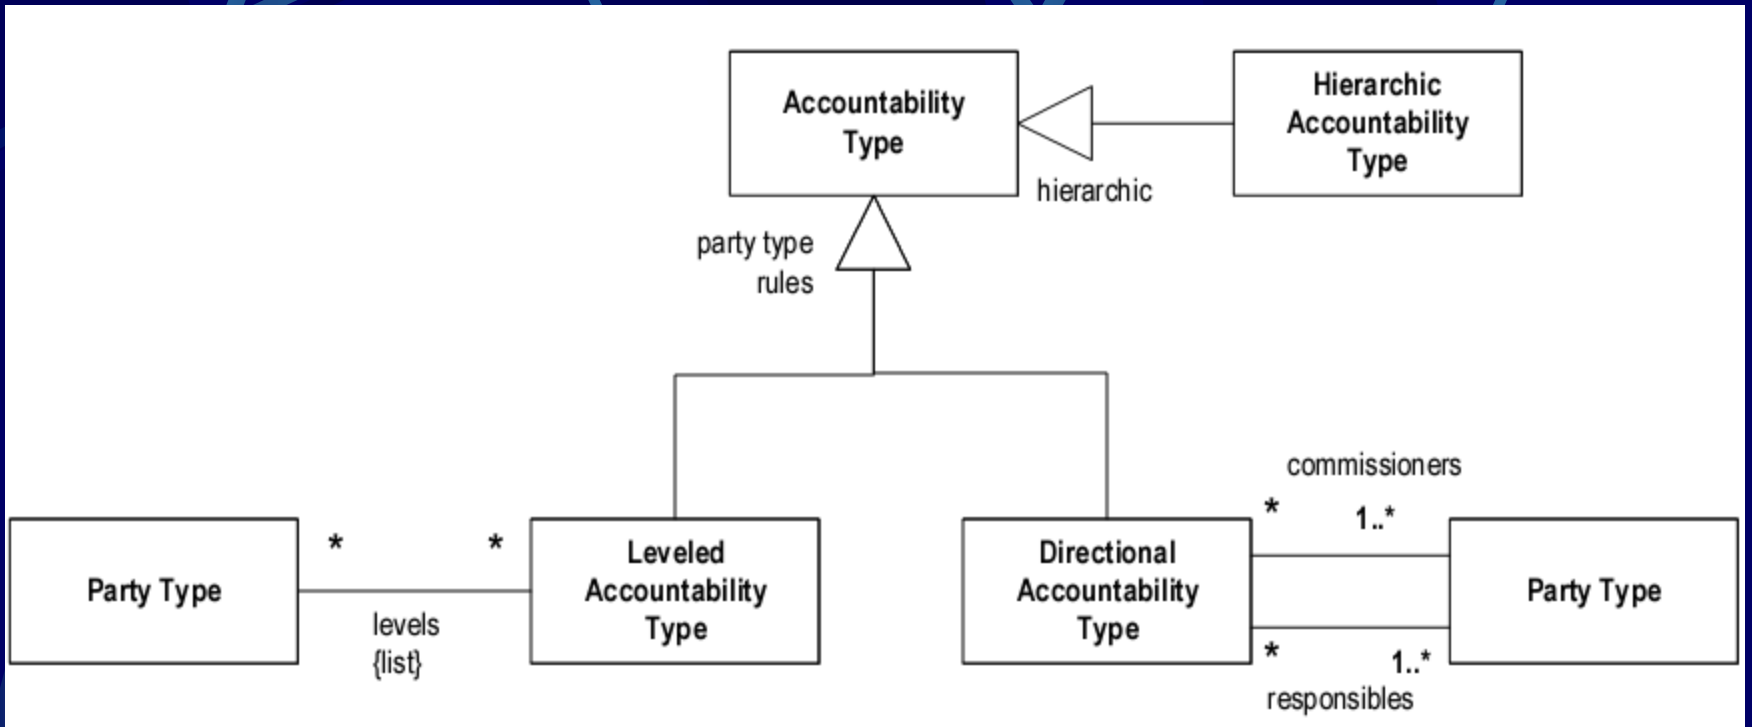 Accountability
Type
Hierarchic
Accountability
Type
hierarchic
party type
rules
commissioners
*
1..*
Party Type
*
*
levels
{list}
Leveled
Accountability
Type
Directional
Accountability
Type
Party Type
*
1..*
responsibles